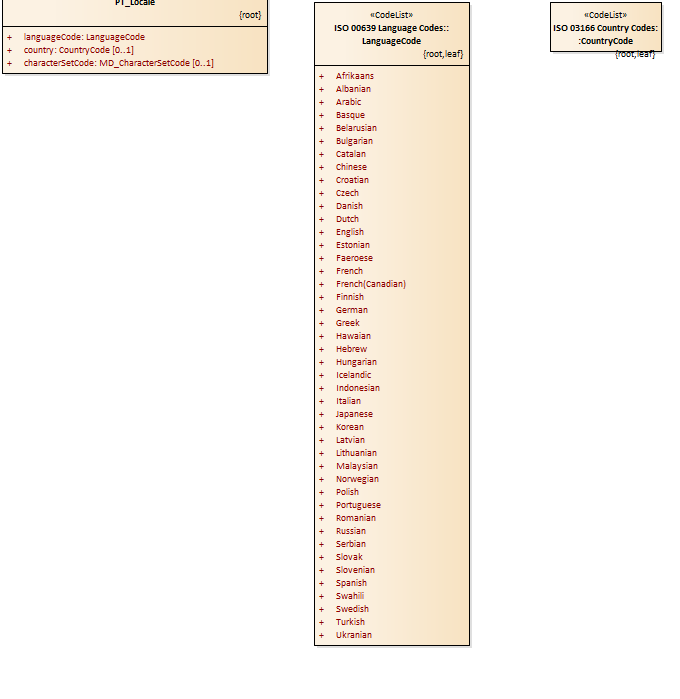 PT_Locale
{root}
+ languageCode: LanguageCode
+ country: CountryCode [0..1]
+ characterSetCode: MD_CharacterSetCode [0..1]
«CodeList»
ISO 00639 Language Codes::
LanguageCode
{root,leaf}
+ Afrikaans
+ Albanian
+ Arabic
+ Basque
+ Belarusian
+ Bulgarian
+ Catalan
+ Chinese
+ Croatian
+ Czech
+ Danish
+ Dutch
+ English
+ Estonian
+ Faeroese
+ French
+ French(Canadian)
+ Finnish
+ German
+ Greek
+ Hawaian
+ Hebrew
+ Hungarian
+ Icelandic
+ Indonesian
+ Italian
+ Japanese
+ Korean
+ Latvian
+ Lithuanian
+ Malaysian
+ Norwegian
+ Polish
+ Portuguese
+ Romanian
+ Russian
+ Serbian
+ Slovak
+ Slovenian
+ Spanish
+ Swahili
+ Swedish
+ Turkish
+ Ukranian
«CodeList»
ISO 03166 Country Codes:
:CountryCode
{root,leaf}